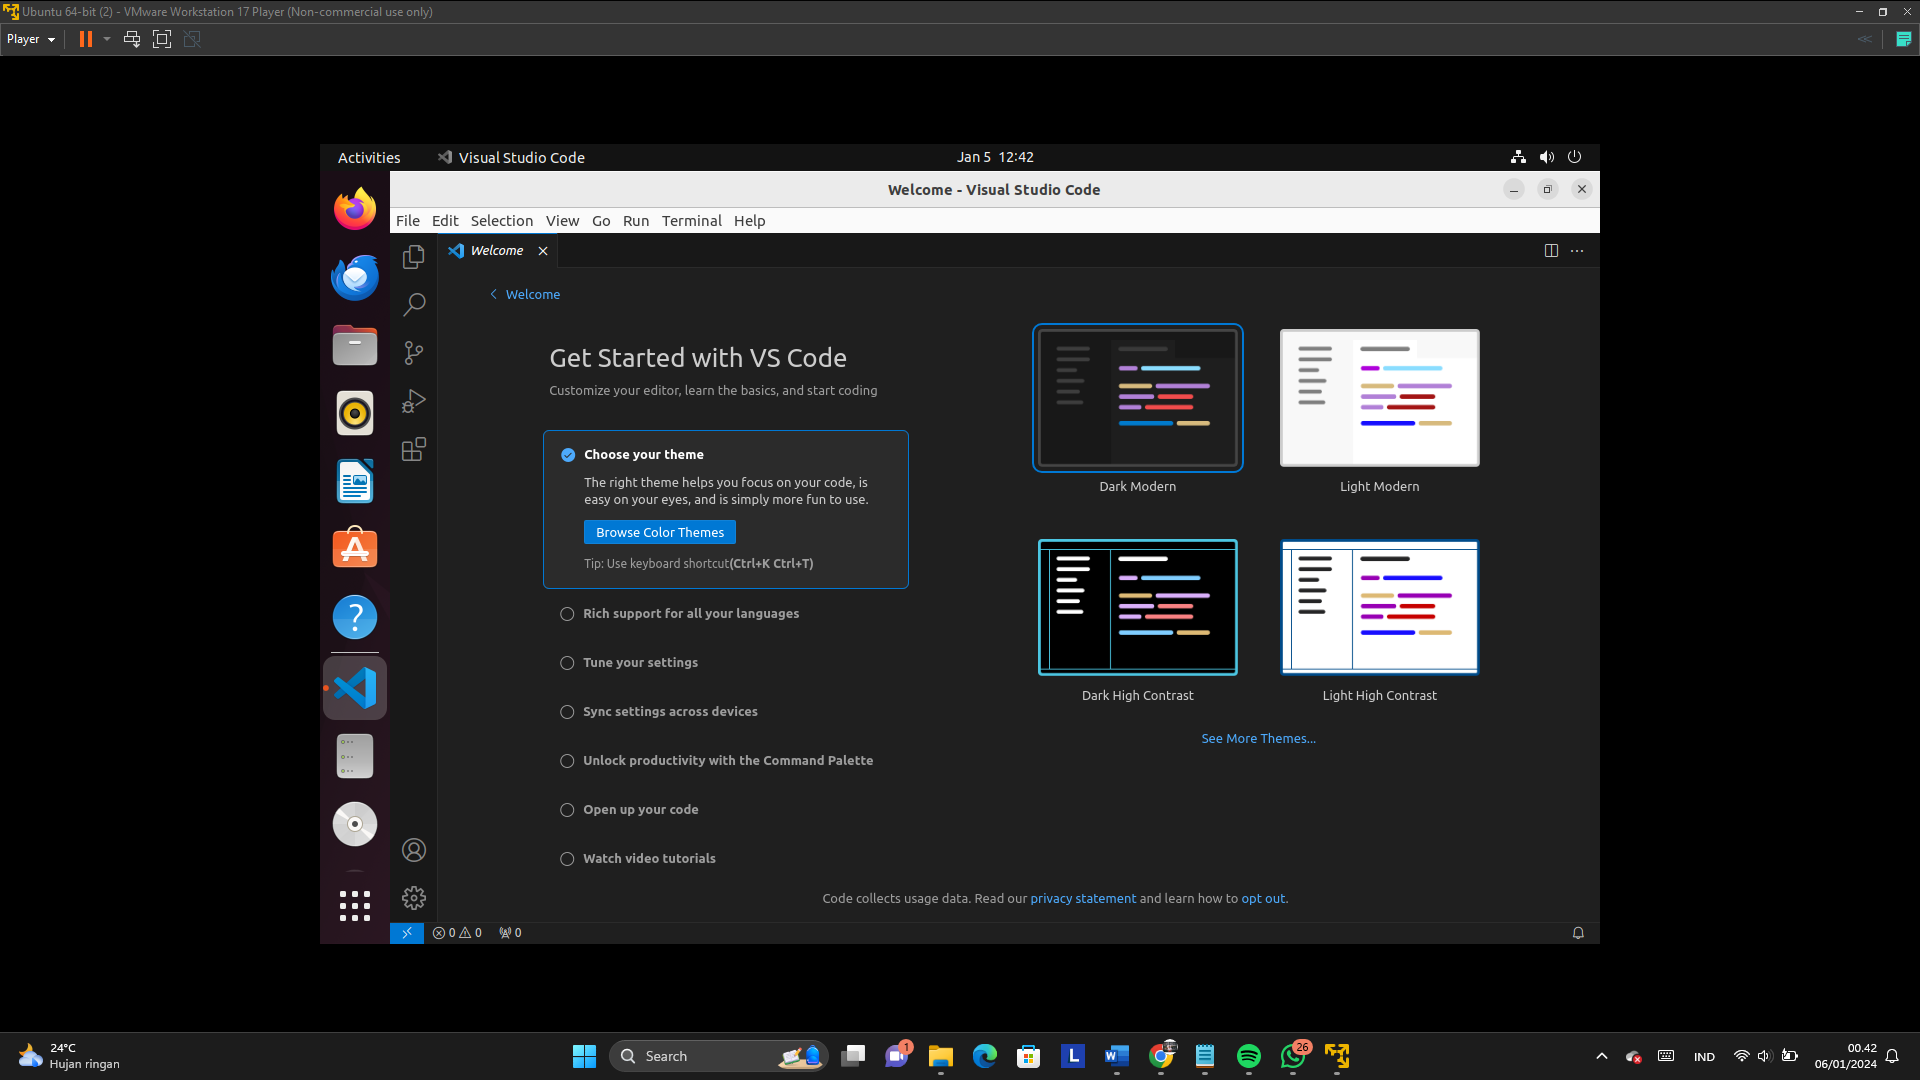 Ubuntu 64-bit (2) - VMware Workstation 17 Player (Non-commercial use only)
Player
Activities
Visual Studio Code
Jan 5 12:42
Welcome - Visual Studio Code
File Edit Selection View Go Run Terminal Help
Welcome
Welcome
Get Started with VS Code
Customize your editor, learn the basics, and start coding
Choose your theme
The right theme helps you focus on your code, is
easy on your eyes, and is simply more fun to use.
Browse Color Themes
Tip: Use keyboard shortcut(Ctrl+K Ctrl+T)
Rich support for all your languages
Tune your settings
Sync settings across devices
Unlock productivity with the Command Palette
Open up your code
Watch video tutorials
Dark Modern
Light Modern
Dark High Contrast
Light High Contrast
See More Themes...
Code collects usage data. Read our privacy statement and learn how to opt out.
0 0 0
24°C
Hujan ringan
Search
1
L
26
IND
00.42
06/01/2024